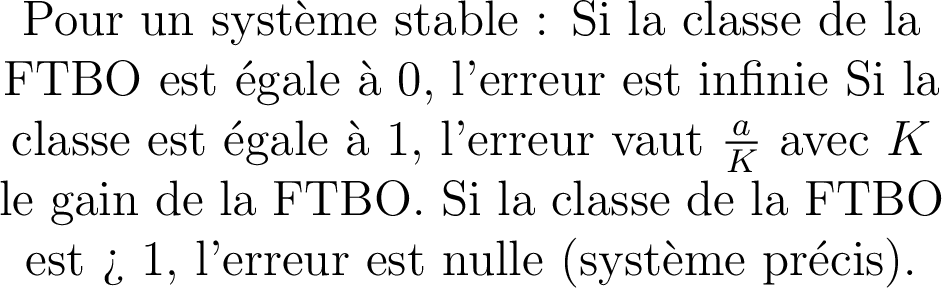 Pour un système stable : Si la classe de la
FTBO est égale à 0, l'erreur est infinie Si la
classe est égale à 1, l'erreur vaut $\frac{a}{K}$ avec $K$
le gain de la FTBO. Si la classe de la FTBO
est ¿ 1, l'erreur est nulle (système précis).